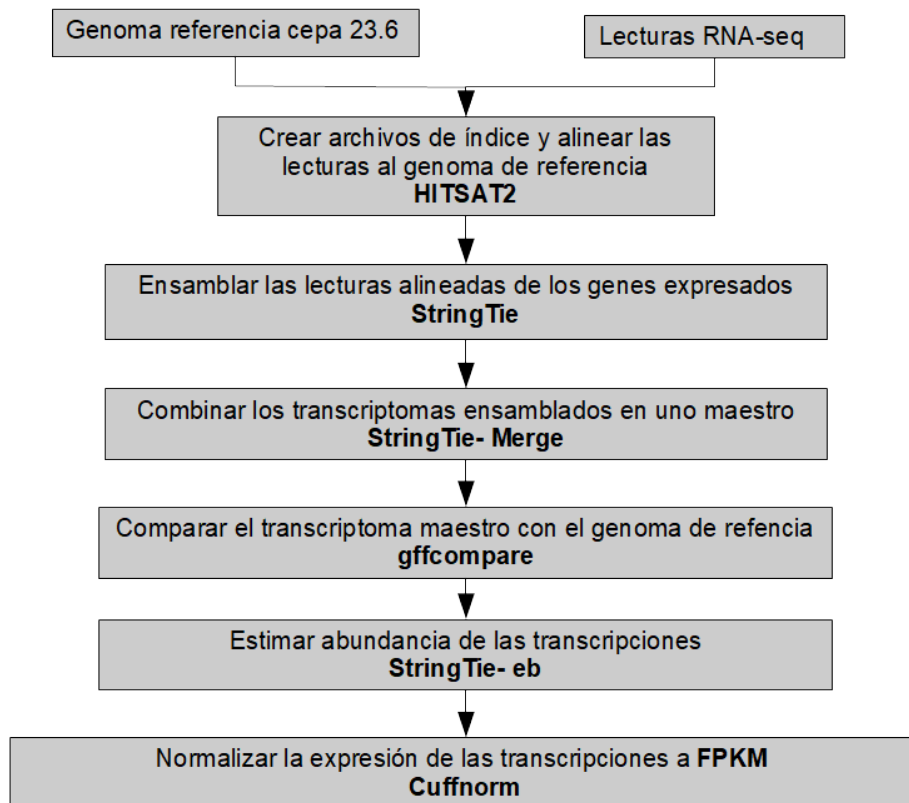 Genoma referencia cepa 23.6
Lecturas RNA-seq
Crear archivos de índice y alinear las
lecturas al genoma de referencia
HITSAT2
Ensamblar las lecturas alineadas de los genes expresados
StringTie
Combinar los transcriptomas ensamblados en uno maestro
StringTie- Merge
Comparar el transcriptoma maestro con el genoma de refencia
gffcompare
Estimar abundancia de las transcripciones
StringTie- eb
Normalizar la expresión de las transcripciones a FPKM
Cuffnorm